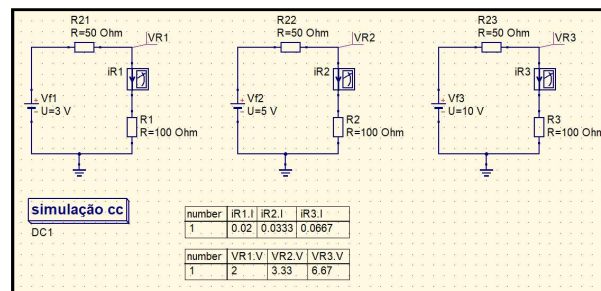 R21
R=50 Ohm
VR1
iR1
Vf1
U=3 V
R1
R=100 Ohm
R22
R=50 Ohm
VR2
iR2
Vf2
U=5 V
R2
R=100 Ohm
R23
R=50 Ohm
VR3
iR3
Vf3
U=10 V
R3
R=100 Ohm
simulação cc
DC1
number iR1.I iR2.I iR3.I
1 0.02 0.0333 0.0667
number VR1.V VR2.V VR3.V
1 2 3.33 6.67